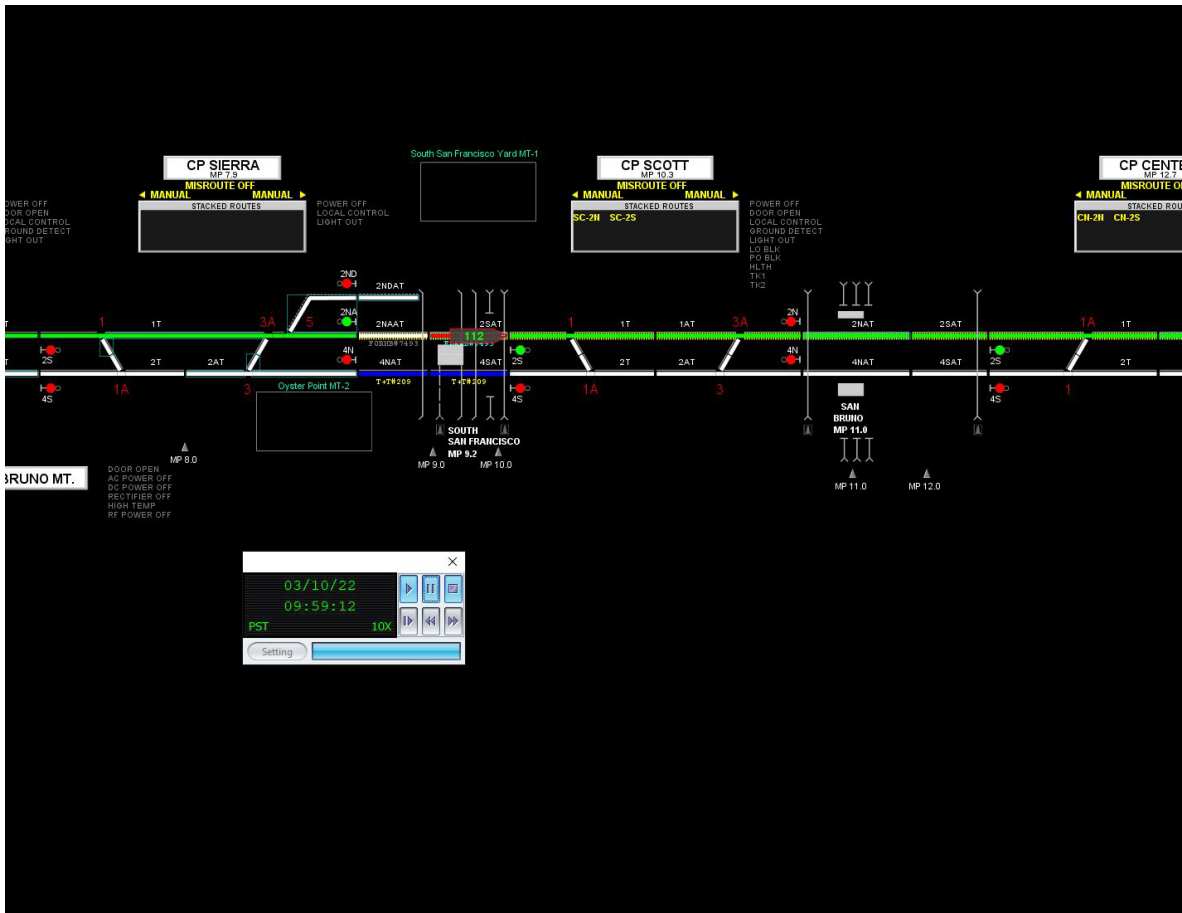 South San Francisco Yard MT-1
CP SIERRA
MP 7.9
MISROUTE OFF
MANUAL MANUAL
STACKED ROUTES
CP SCOTT
MP 10.3
MISROUTE OFF
MANUAL MANUAL
STACKED ROUTES
SC-2N SC-2S
CP CENTE
MP 12.7
MISROUTE O
MANUAL
STACKED ROU
CN-2N CN-2S
OWER OFF
OOR OPEN
OCAL CONTROL
ROUND DETECT
IGHT OUT
POWER OFF
LOCAL CONTROL
LIGHT OUT
POWER OFF
DOOR OPEN
LOCAL CONTROL
GROUND DETECT
LIGHT OUT
LO BLK
PO BLK
HLTH
TK1
TK2
2ND
2NDAT
2NA
T 1 1T 3A 5 2NAAT 112 2SAT 1 1T 1AT 3A 2N 2NAT 2SAT 1A 1T
2S 4N 2S 4N 2S
T 2T 2AT 4NAT 4SAT 2T 2AT 4NAT 4SAT 2T
T+T#209 T+T#209
4S 1A 3 4S 1A 3 4S 1
Oyster Point MT-2
SOUTH
SAN FRANCISCO
MP 9.2
SAN
BRUNO
MP 11.0
MP 8.0
MP 9.0
MP 10.0
MP 11.0
MP 12.0
BRUNO MT.
DOOR OPEN
AC POWER OFF
DC POWER OFF
RECTIFIER OFF
HIGH TEMP
RF POWER OFF
03/10/22
09:59:12
PST 10X
Setting